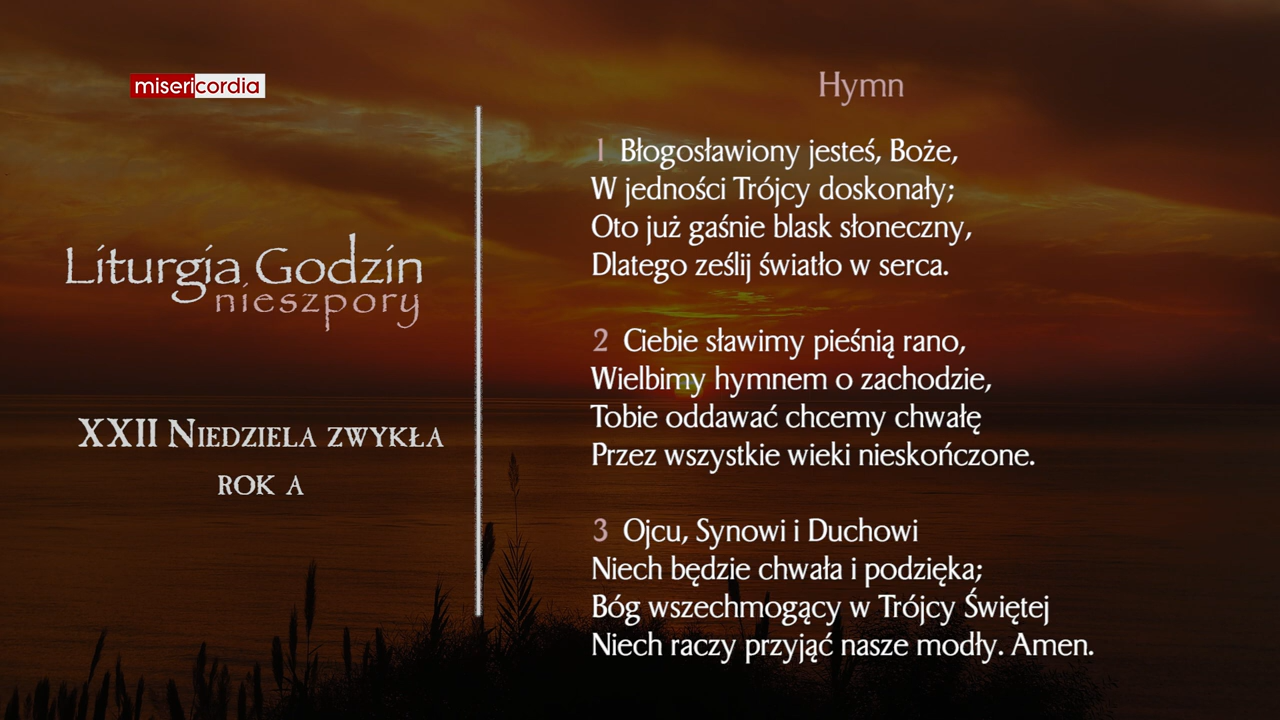 misericordia
Liturgia Godzin
nieszpory
XXII Niedziela zwykła
rok a
Hymn
1 Błogosławiony jesteś, Boże,
W jedności Trójcy doskonały;
Oto już gaśnie blask słoneczny,
Dlatego ześlij światło w serca.
2 Ciebie sławimy pieśnią rano,
Wielbimy hymnem o zachodzie,
Tobie oddawać chcemy chwałę
Przez wszystkie wieki nieskończone.
3 Ojcu, Synowi i Duchowi
Niech będzie chwała i podzięka;
Bóg wszechmogący w Trójcy Świętej
Niech raczy przyjąć nasze modły. Amen.